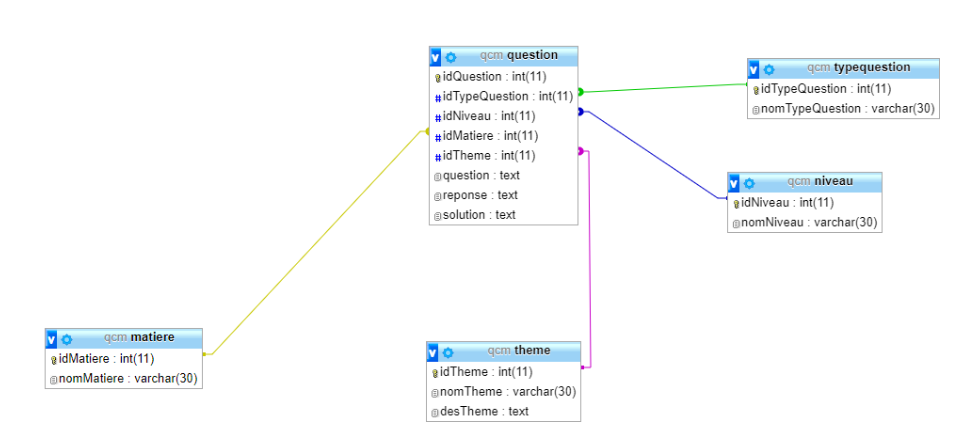 qcm question
idQuestion : int(11)
idTypeQuestion : int(11)
idNiveau : int(11)
idMatiere : int(11)
idTheme : int(11)
question : text
reponse : text
solution : text
qcm typequestion
idTypeQuestion : int(11)
nomTypeQuestion : varchar(30)
qcm niveau
idNiveau : int(11)
nomNiveau : varchar(30)
qcm matiere
idMatiere : int(11)
nomMatiere : varchar(30)
qcm theme
idTheme : int(11)
nomTheme : varchar(30)
desTheme : text